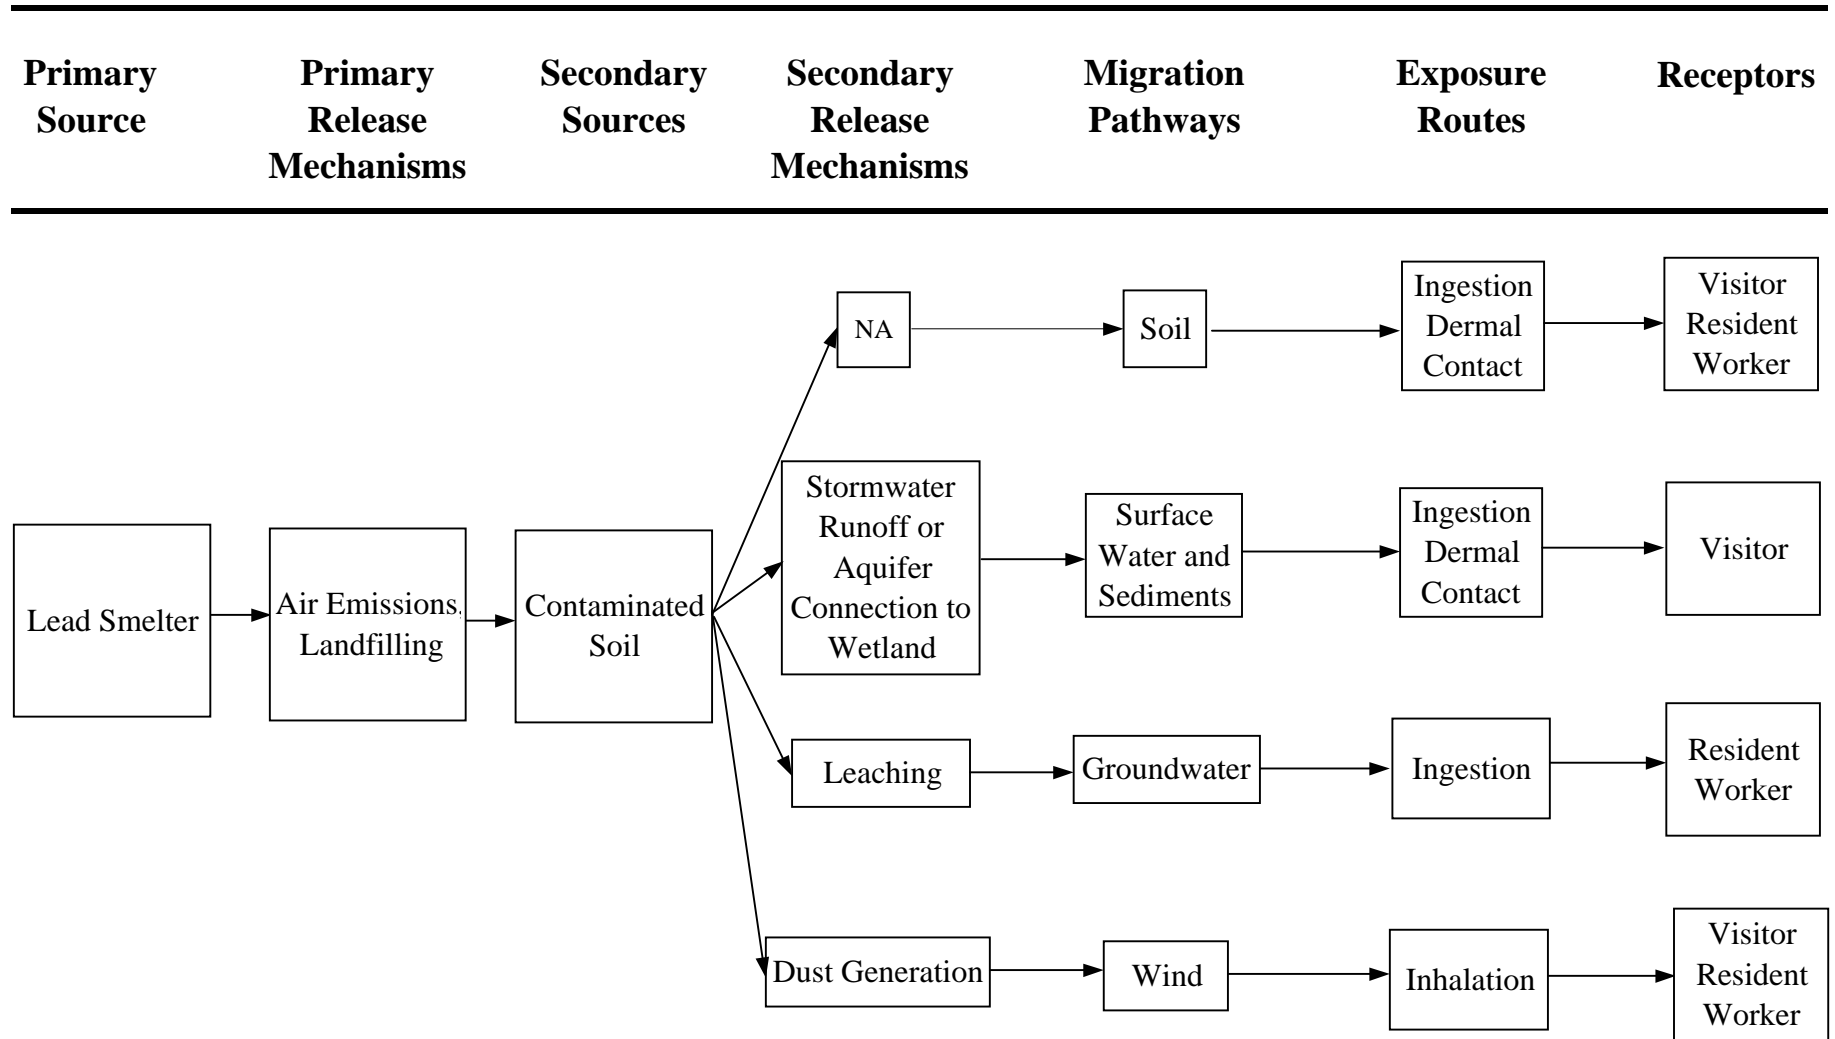 Primary
Source
Primary
Release
Mechanisms
Secondary
Sources
Secondary
Release
Mechanisms
Migration
Pathways
Exposure
Routes
Receptors
NA
Soil
Ingestion
Dermal
Contact
Visitor
Resident
Worker
Stormwater
Runoff or
Aquifer
Connection to
Wetland
Surface
Water and
Sediments
Ingestion
Dermal
Contact
Visitor
Lead Smelter
Air Emissions,
Landfilling
Contaminated
Soil
Leaching
Groundwater
Ingestion
Resident
Worker
Dust Generation
Wind
Inhalation
Visitor
Resident
Worker